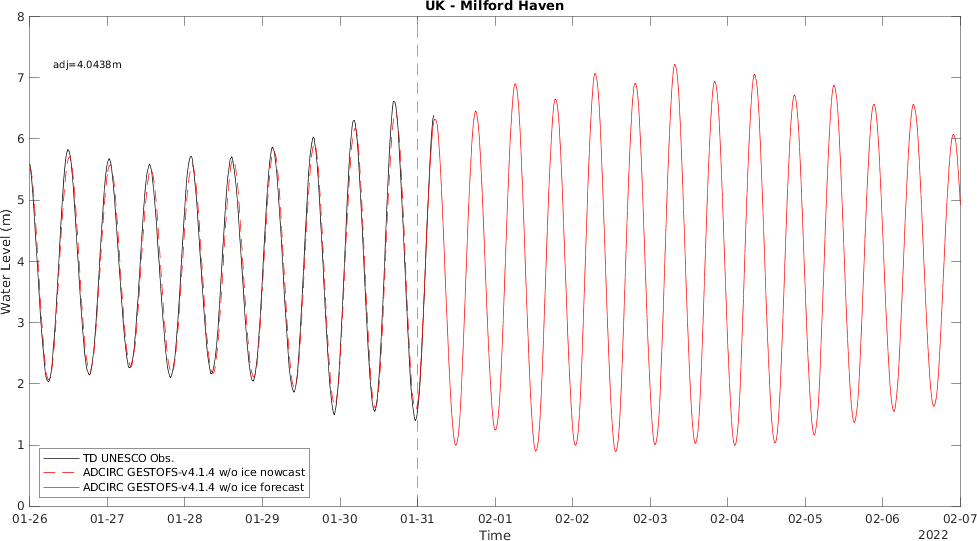 UK - Milford Haven
adj=4.0438m
Water Level (m)
8
7
6
5
4
3
2
1
0
TD UNESCO Obs.
ADCIRC GESTOFS-v4.1.4 w/o ice nowcast
ADCIRC GESTOFS-v4.1.4 w/o ice forecast
01-26 01-27 01-28 01-29 01-30 01-31 02-01 02-02 02-03 02-04 02-05 02-06 02-07
Time
2022